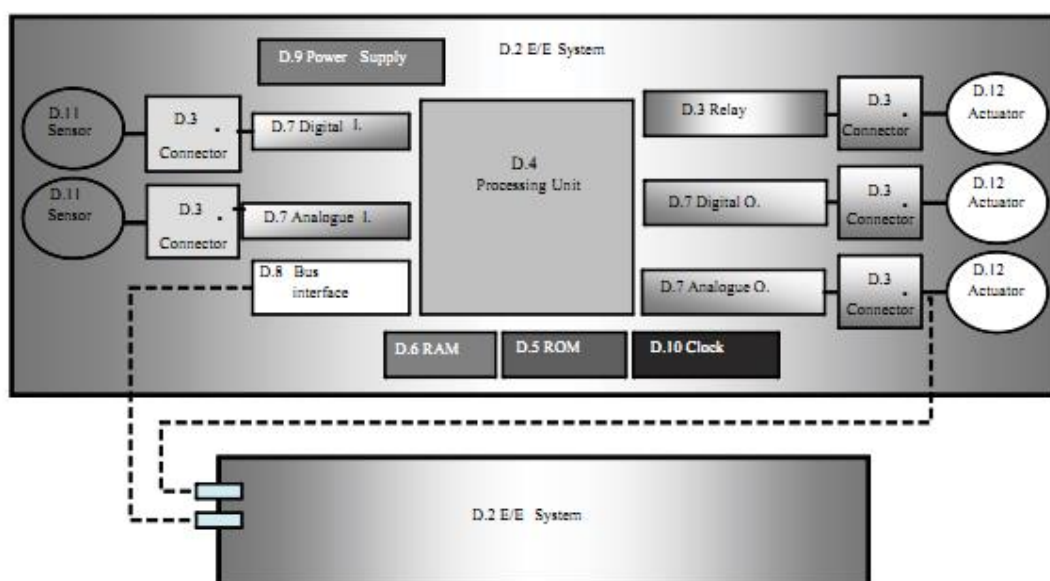 D.9 Power Supply
D.2 E/E System
D.11
Sensor
D.3
Connector
D.7 Digital I.
D.4
Processing Unit
D.3 Relay
D.3
Connector
D.12
Actuator
D.11
Sensor
D.3
Connector
D.7 Analogue I.
D.7 Digital O.
D.3
Connector
D.12
Actuator
D.8 Bus
interface
D.7 Analogue O.
D.3
Connector
D.12
Actuator
D.6 RAM
D.5 ROM
D.10 Clock
D.2 E/E System